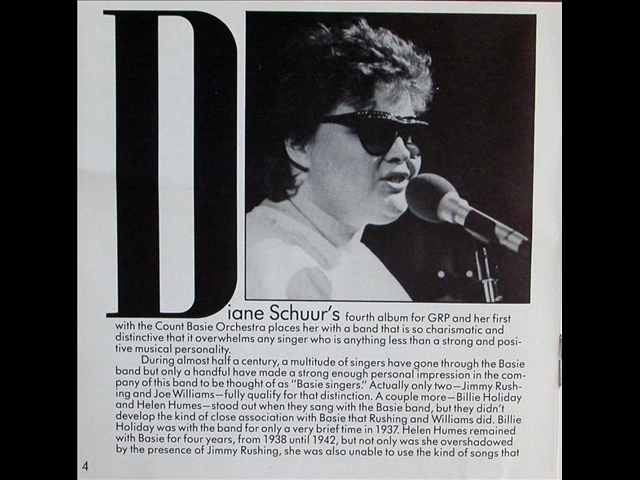 Diane Schuur's fourth album for GRP and her first
with the Count Basie Orchestra places her with a band that is so charismatic and
distinctive that it overwhelms any singer who is anything less than a strong and posi-
tive musical personality.
During almost half a century, a multitude of singers have gone through the Basie
band but only a handful have made a strong enough personal impression in the com-
pany of this band to be thought of as "Basie singers." Actually only two—Jimmy Rush-
ing and Joe Williams—fully qualify for that distinction. A couple more—Billie Holiday
and Helen Humes—stood out when they sang with the Basie band, but they didn't
develop the kind of close association with Basie that Rushing and Williams did. Billie
Holiday was with the band for only a very brief time in 1937. Helen Humes remained
with Basie for four years, from 1938 until 1942, but not only was she overshadowed
by the presence of Jimmy Rushing, she was also unable to use the kind of songs that
4